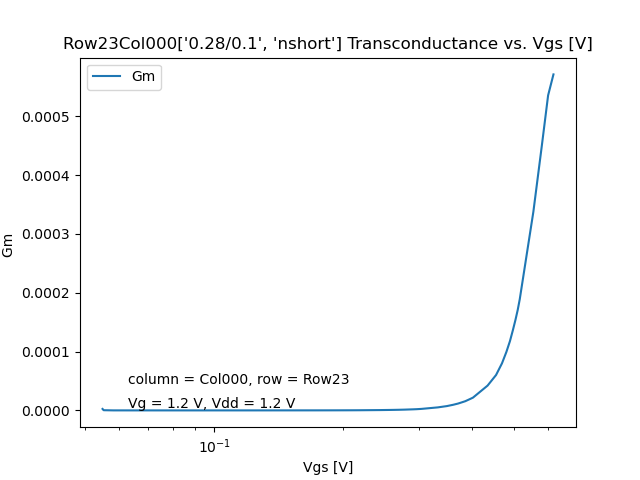 Row23Col000['0.28/0.1', 'nshort'] Transconductance vs. Vgs [V]
Gm
0.0005
0.0004
0.0003
0.0002
0.0001
0.0000
Gm
column = Col000, row = Row23
Vg = 1.2 V, Vdd = 1.2 V
10⁻¹
Vgs [V]